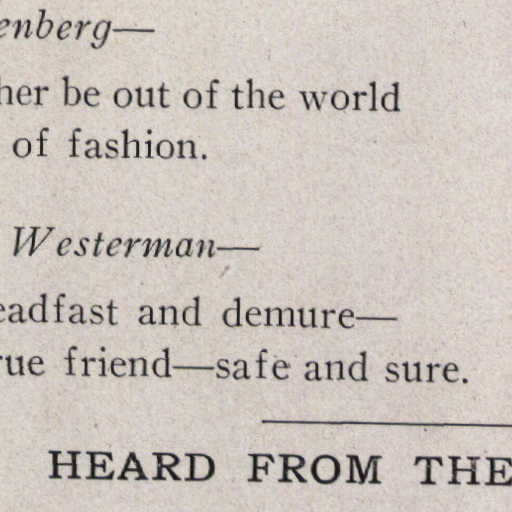 enberg—
her be out of the world
of fashion.
Westerman—
eadfast and demure—
rue friend—safe and sure.
HEARD FROM THE